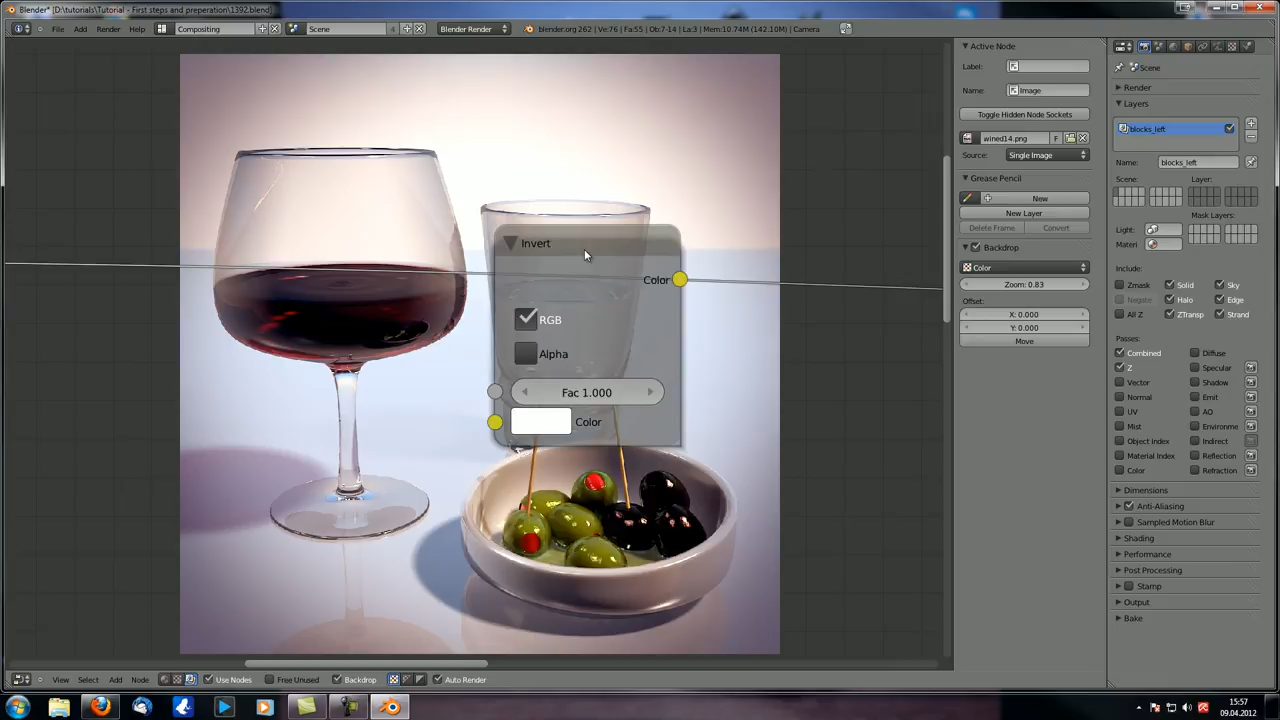 Blender* [D:\tutorials\Tutorial - First steps and preperation\1392.blend]
File Add Render Help Compositing Scene 4 Blender Render blender.org 262 | Ve:76 | Fa:55 | Ob:7-14 | La:3 | Mem:10.74M (142.10M) | Camera
Active Node
Label:
Name: Image
Toggle Hidden Node Sockets
wined14.png F
Source: Single Image
Grease Pencil
New
New Layer
Delete Frame Convert
Backdrop
Color
Zoom: 0.83
Offset:
X: 0.000
Y: 0.000
Move
Scene
Render
Layers
blocks_left
Name: blocks_left
Scene: Layer:
Mask Layers:
Light:
Materi
Include:
Zmask Solid Sky
Negate Halo Edge
All Z ZTransp Strand
Passes:
Combined Diffuse
Z Specular
Vector Shadow
Normal Emit
UV AO
Mist Environme
Object Index Indirect
Material Index Reflection
Color Refraction
Dimensions
Anti-Aliasing
Sampled Motion Blur
Shading
Performance
Post Processing
Stamp
Output
Bake
Invert
Color
RGB
Alpha
Fac 1.000
Color
View Select Add Node Use Nodes Free Unused Backdrop Auto Render
15:57
09.04.2012